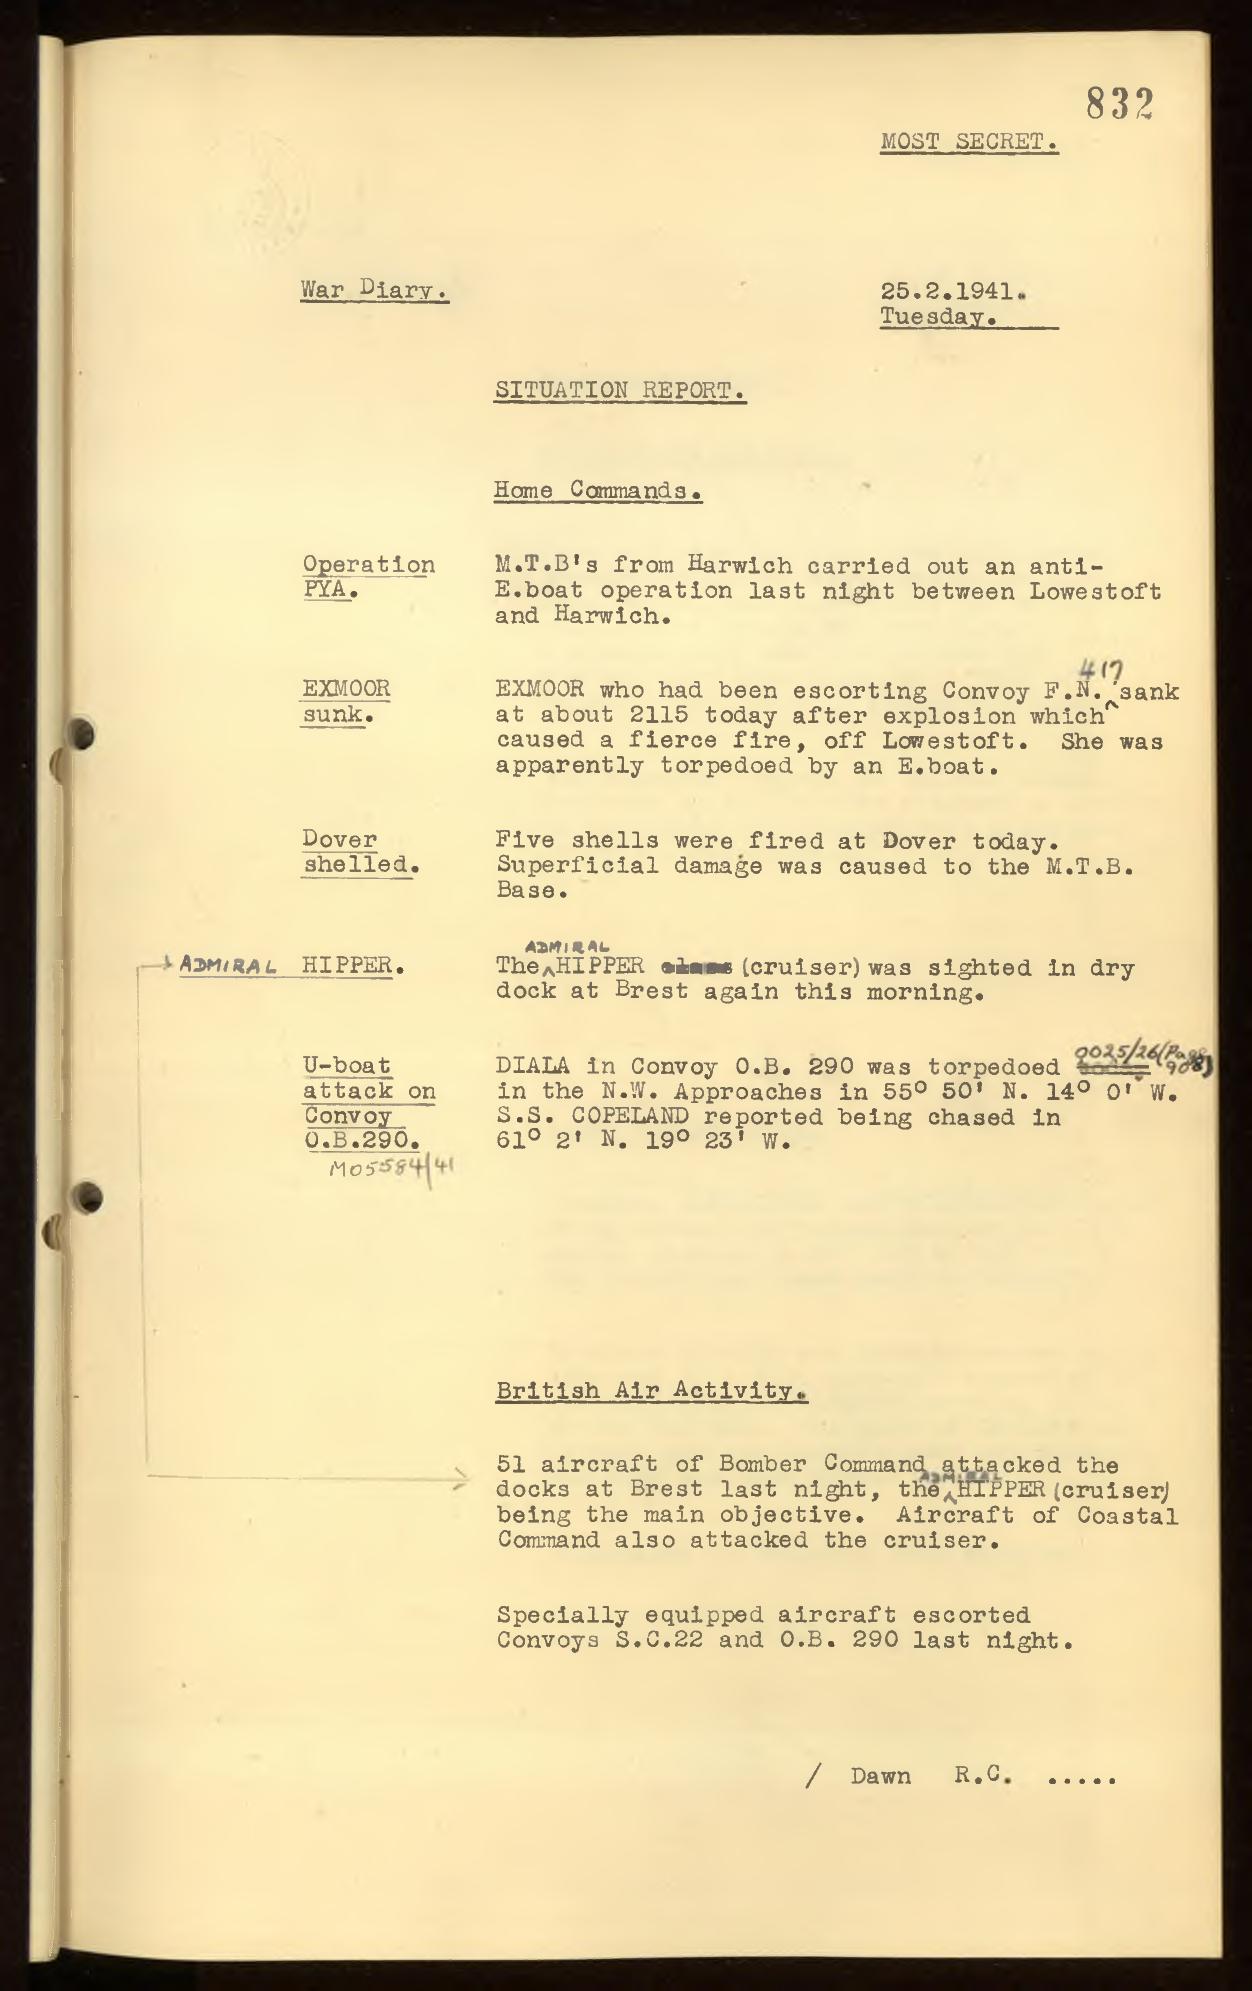 832
MOST SECRET.
War Diary.
25.2.1941.
Tuesday.
SITUATION REPORT.
Home Commands.
Operation
PYA.
M.T.B's from Harwich carried out an anti-
E.boat operation last night between Lowestoft
and Harwich.
EXMOOR
sunk.
417
EXMOOR who had been escorting Convoy F.N. sank
at about 2115 today after explosion which
caused a fierce fire, off Lowestoft. She was
apparently torpedoed by an E.boat.
Dover
shelled.
Five shells were fired at Dover today.
Superficial damage was caused to the M.T.B.
Base.
ADMIRAL HIPPER.
ADMIRAL
The HIPPER class (cruiser) was sighted in dry
dock at Brest again this morning.
U-boat
attack on
Convoy
O.B.290.
MO5584/41
0025/26 (Page 908)
DIALA in Convoy O.B. 290 was torpedoed today
in the N.W. Approaches in 55º 50' N. 14º 0' W.
S.S. COPELAND reported being chased in
61º 2' N. 19º 23' W.
British Air Activity.
51 aircraft of Bomber Command attacked the
ADMIRAL
docks at Brest last night, the HIPPER (cruiser)
being the main objective. Aircraft of Coastal
Command also attacked the cruiser.
Specially equipped aircraft escorted
Convoys S.C.22 and O.B. 290 last night.
/ Dawn R.C. .....